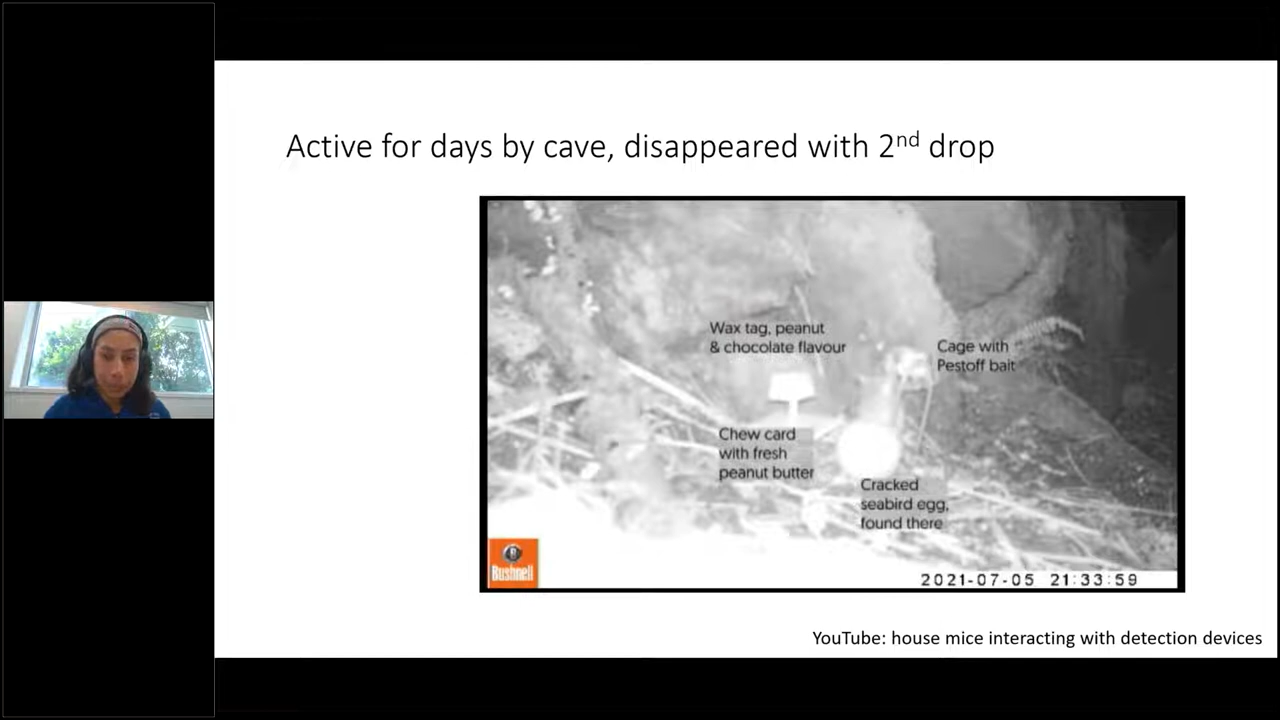 Active for days by cave, disappeared with 2nd drop
Wax tag, peanut
& chocolate flavour
Cage with
Pestoff bait
Chew card
with fresh
peanut butter
Cracked
seabird egg,
found there
Bushnell
2021-07-05 21:33:59
YouTube: house mice interacting with detection devices